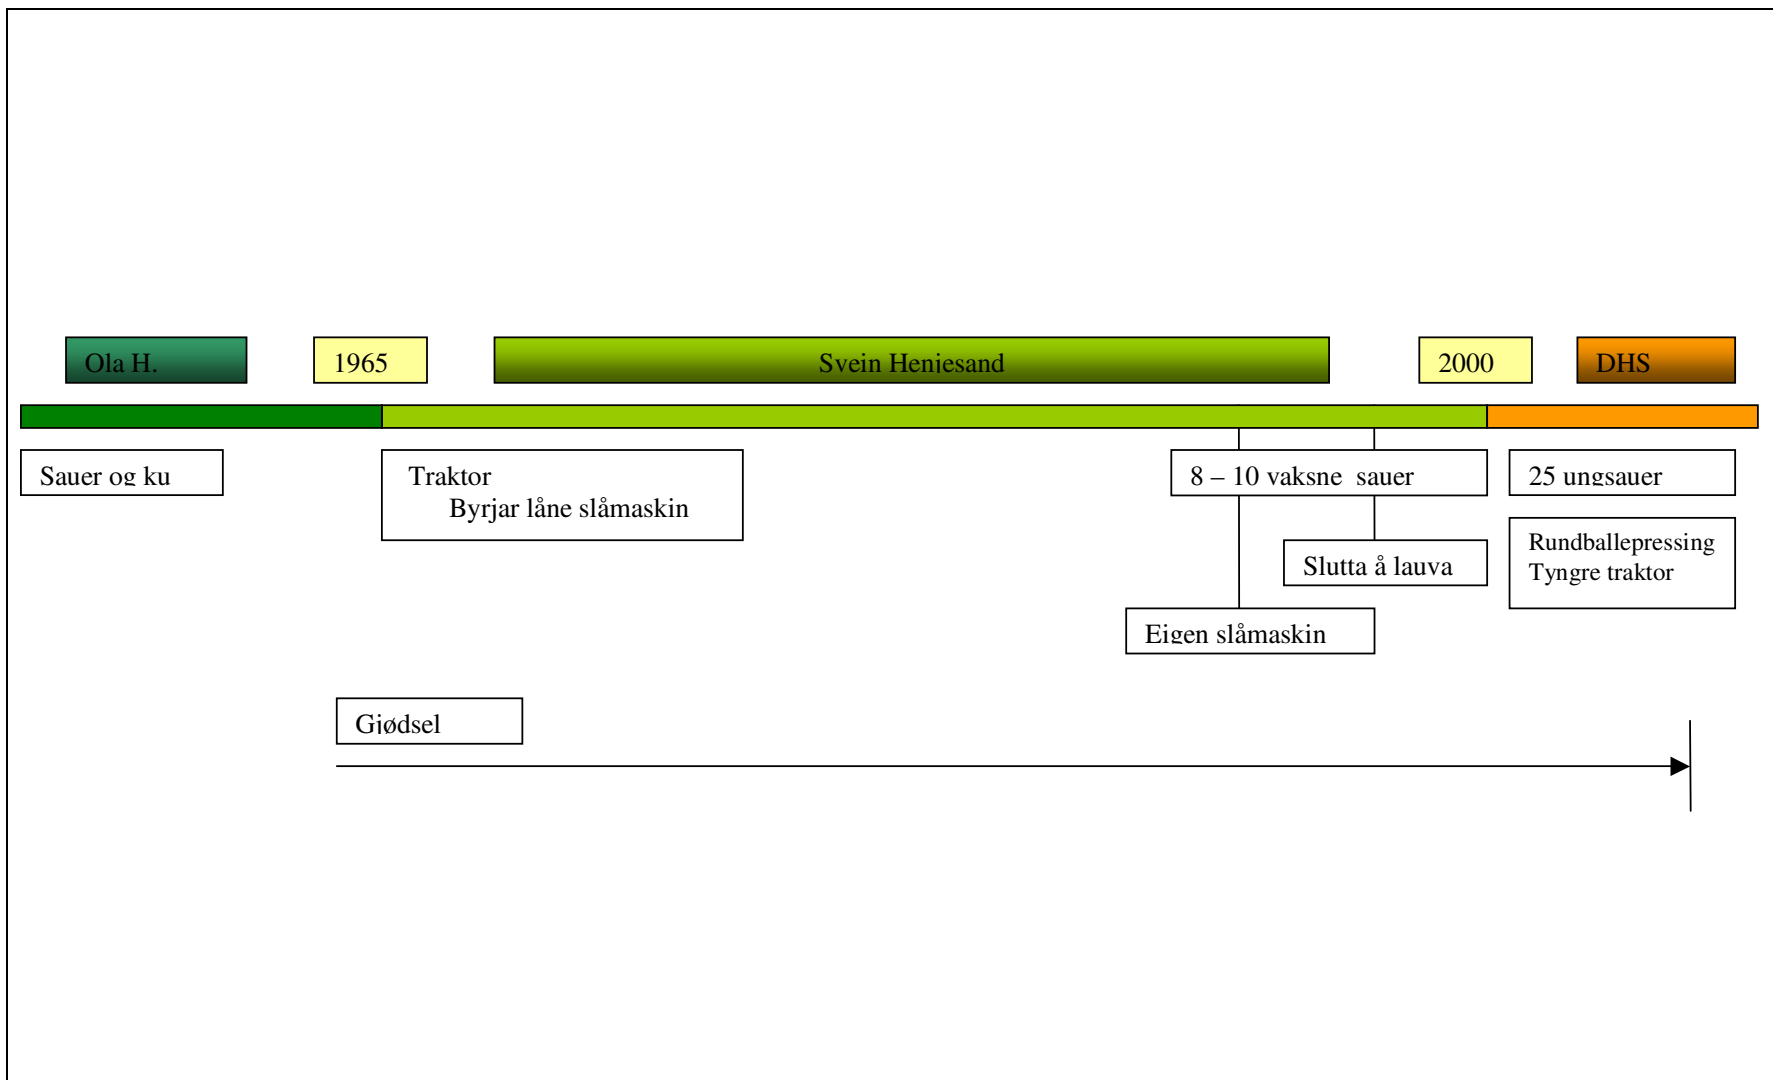 Ola H.
1965
Svein Henjesand
2000
DHS
Sauer og ku
Traktor
Byrjar låne slåmaskin
8 – 10 vaksne  sauer
25 ungsauer
Slutta å lauva
Rundballepressing
Tyngre traktor
Eigen slåmaskin
Gjødsel